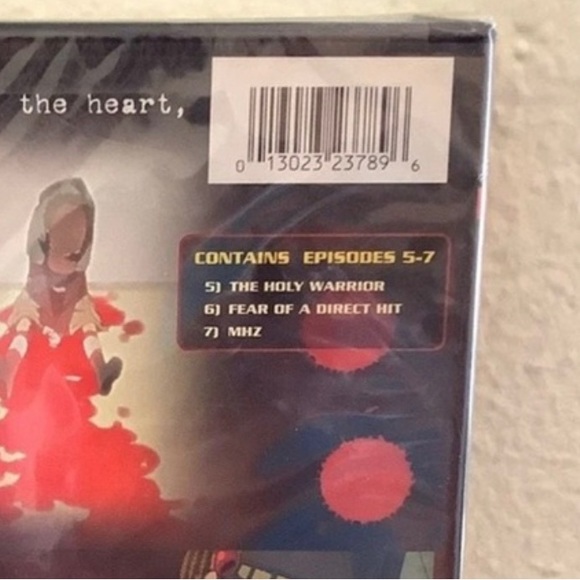 the heart,
0 13023 23789 6
CONTAINS EPISODES 5-7
5) THE HOLY WARRIOR
6) FEAR OF A DIRECT HIT
7) MHZ